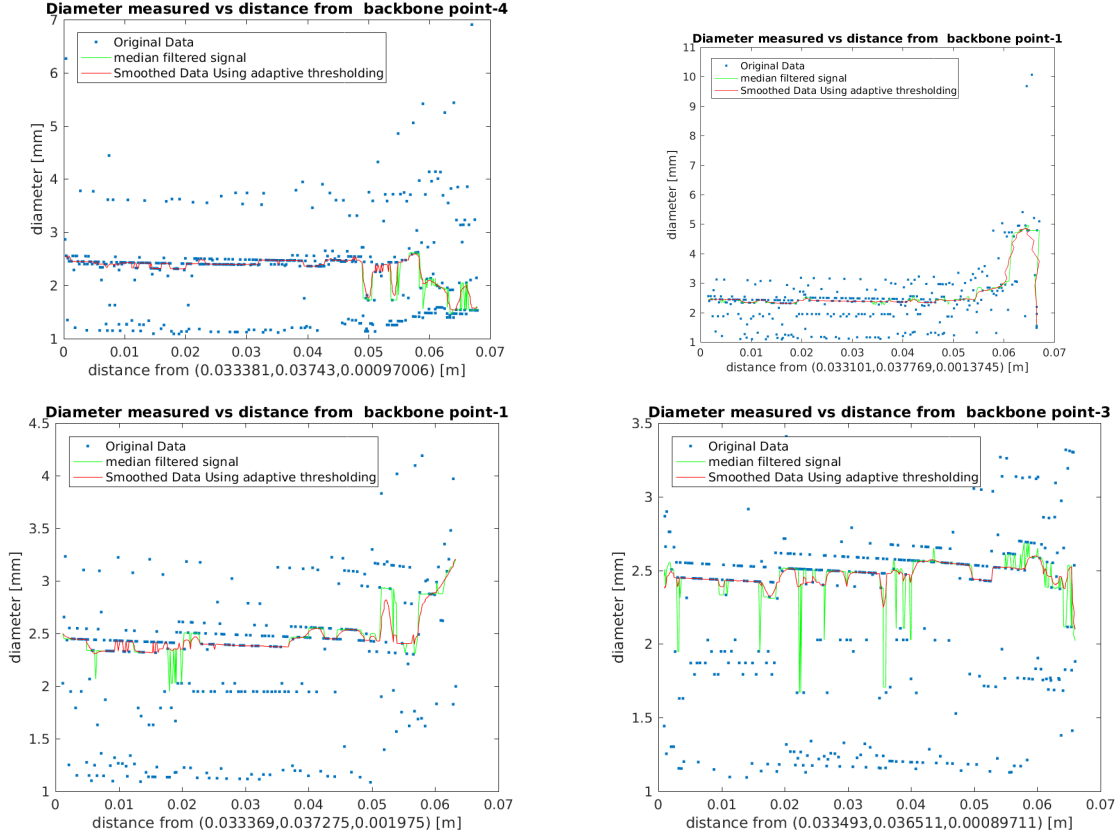 Diameter measured vs distance from  backbone point-4
7
6
5
4
3
2
1
diameter [mm]
Original Data
median filtered signal
Smoothed Data Using adaptive thresholding
0 0.01 0.02 0.03 0.04 0.05 0.06 0.07
distance from (0.033381,0.03743,0.00097006) [m]
Diameter measured vs distance from  backbone point-1
11
10
9
8
7
6
5
4
3
2
1
diameter [mm]
Original Data
median filtered signal
Smoothed Data Using adaptive thresholding
0 0.01 0.02 0.03 0.04 0.05 0.06 0.07
distance from (0.033101,0.037769,0.0013745) [m]
Diameter measured vs distance from  backbone point-1
4.5
4
3.5
3
2.5
2
1.5
1
diameter [mm]
Original Data
median filtered signal
Smoothed Data Using adaptive thresholding
0 0.01 0.02 0.03 0.04 0.05 0.06 0.07
distance from (0.033369,0.037275,0.001975) [m]
Diameter measured vs distance from  backbone point-3
3.5
3
2.5
2
1.5
1
diameter [mm]
Original Data
median filtered signal
Smoothed Data Using adaptive thresholding
0 0.01 0.02 0.03 0.04 0.05 0.06 0.07
distance from (0.033493,0.036511,0.00089711) [m]